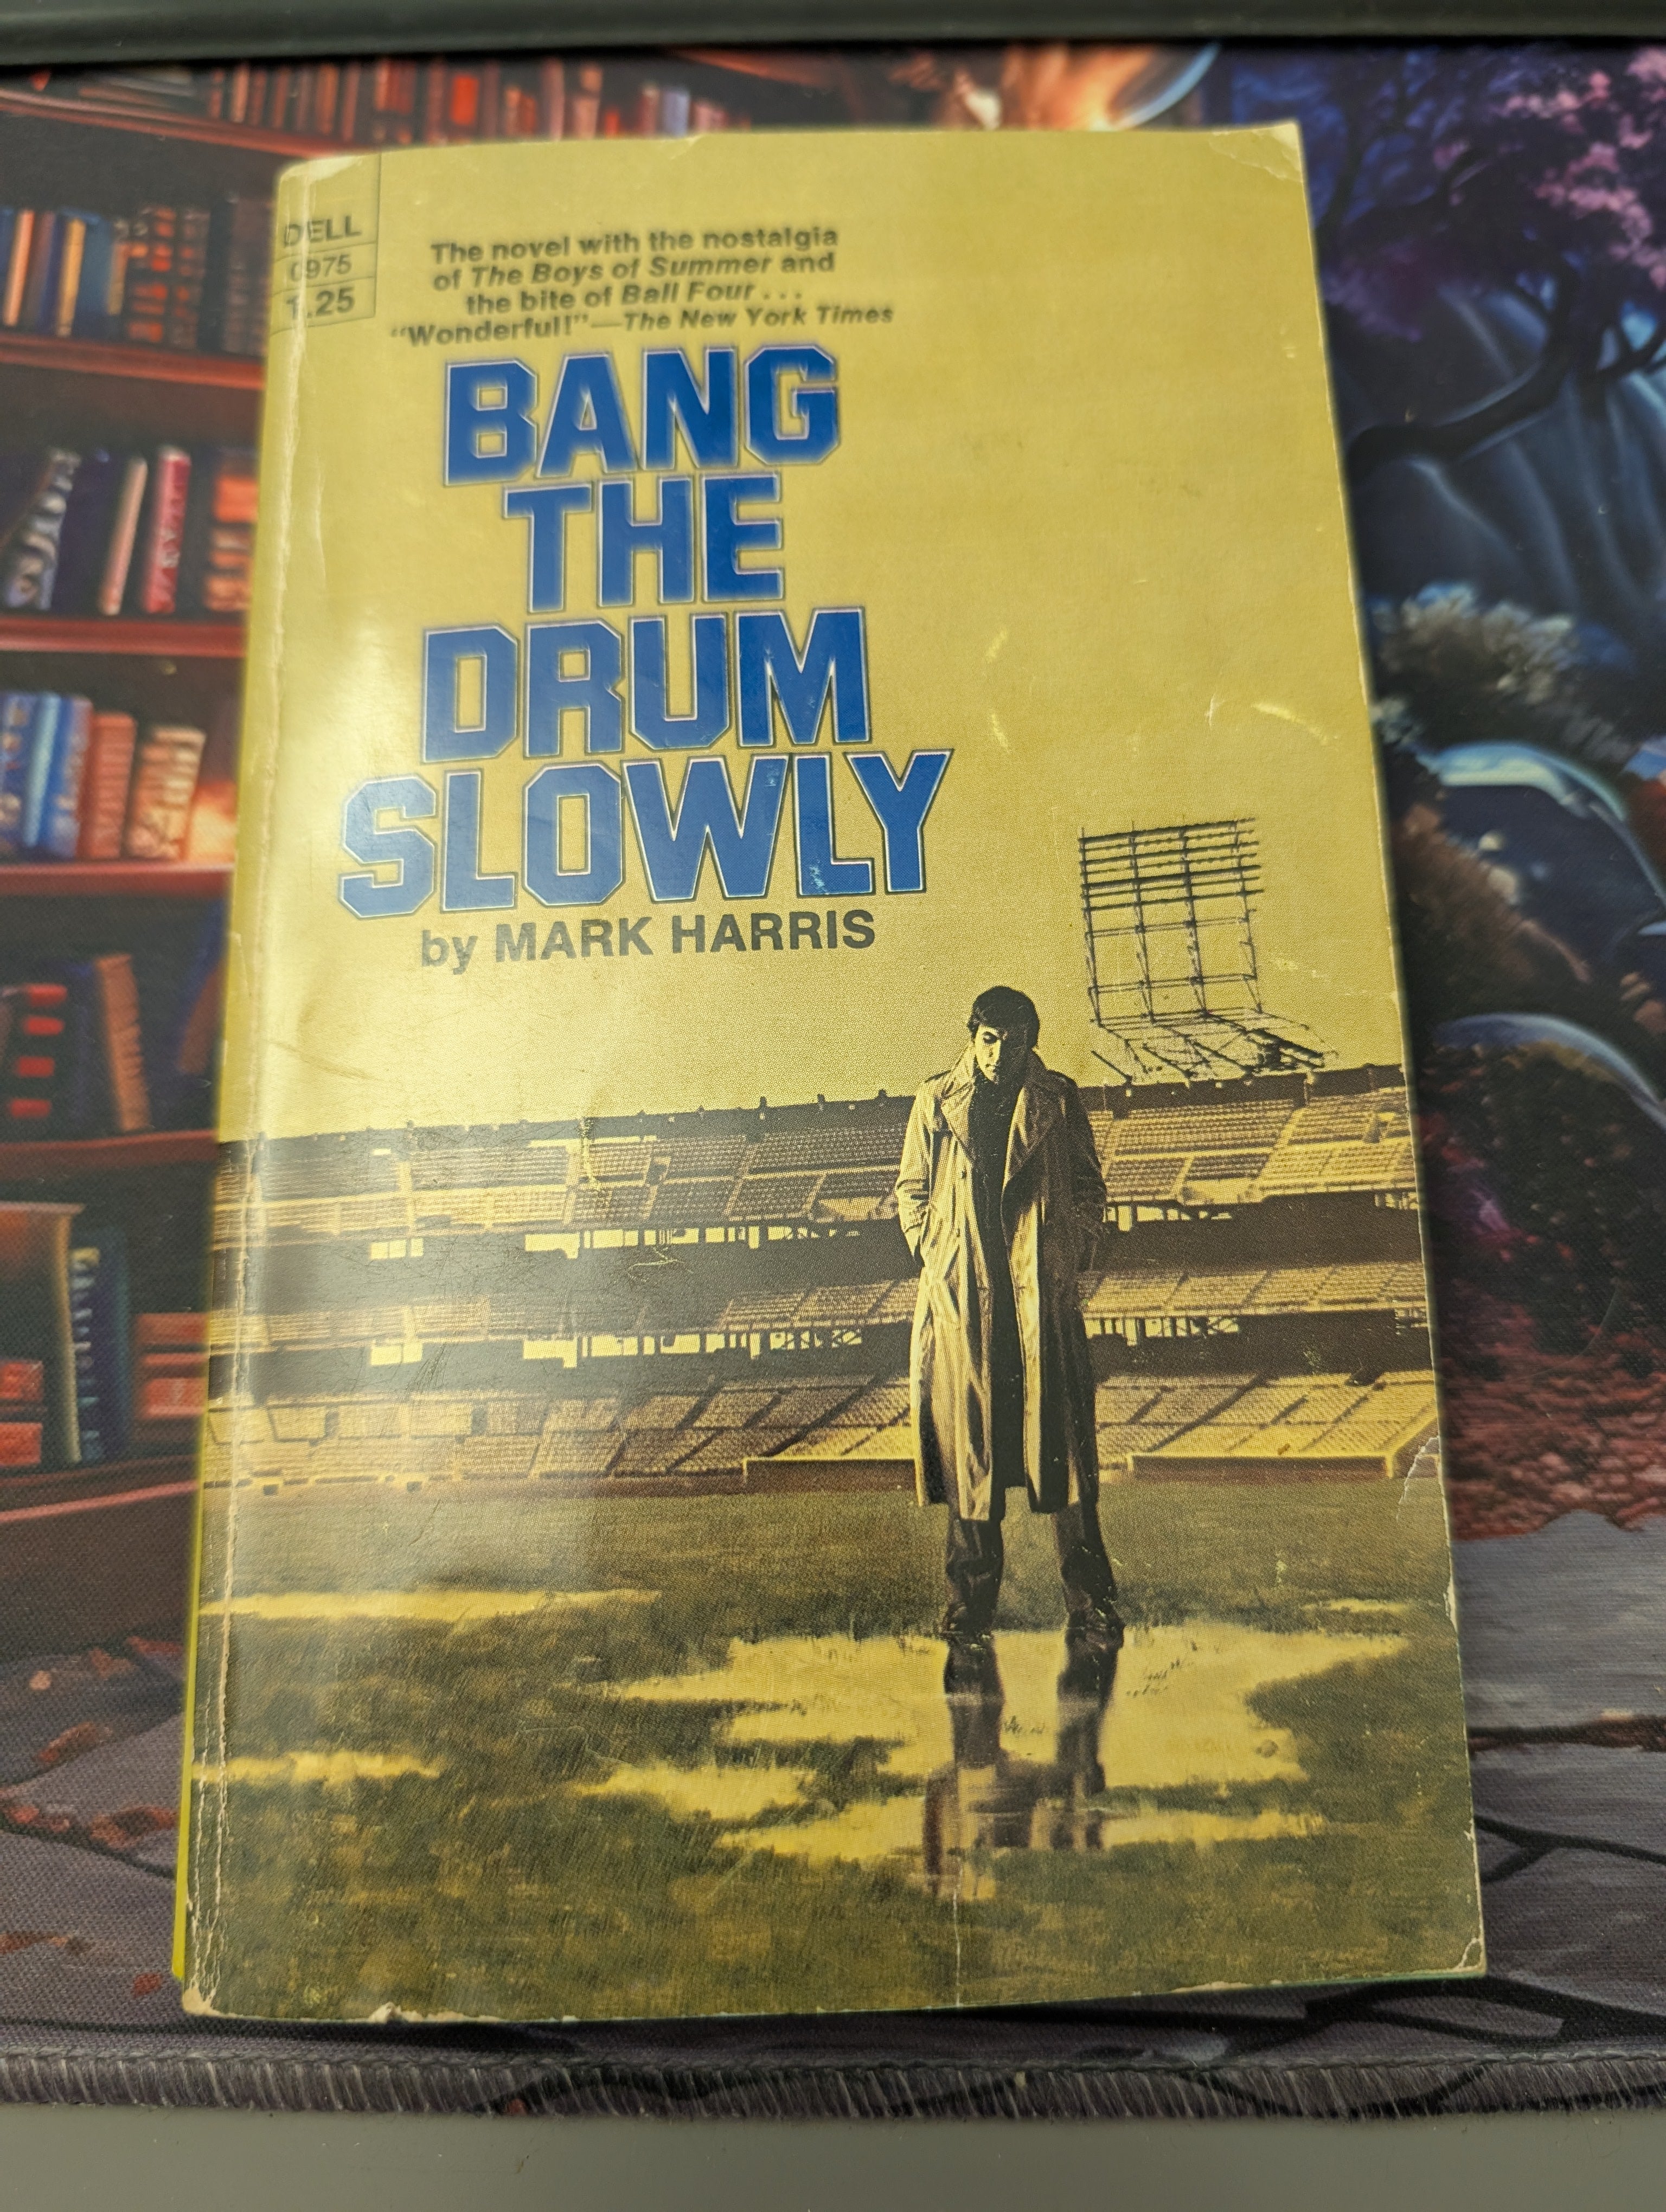 DELL
0975
1.25
The novel with the nostalgia
of The Boys of Summer and
the bite of Ball Four...
"Wonderful!"—The New York Times
BANG
THE
DRUM
SLOWLY
by MARK HARRIS